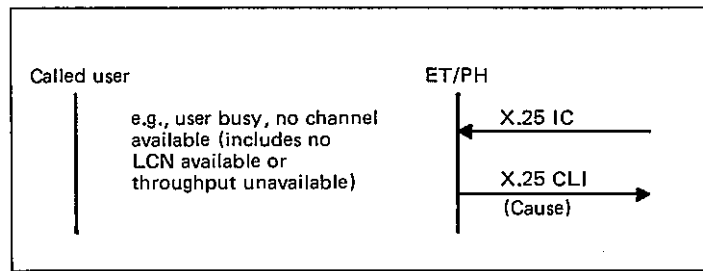 Called user
ET/PH
e.g., user busy, no channel
available (includes no
LCN available or
throughput unavailable)
X.25 IC
X.25 CLI
(Cause)